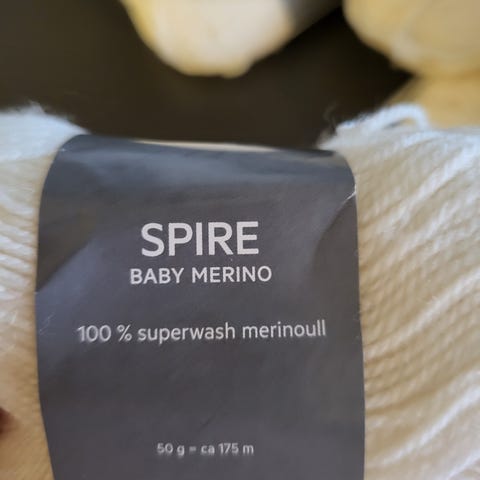 SPIRE
BABY MERINO
100 % superwash merinoull
50 g = ca 175 m